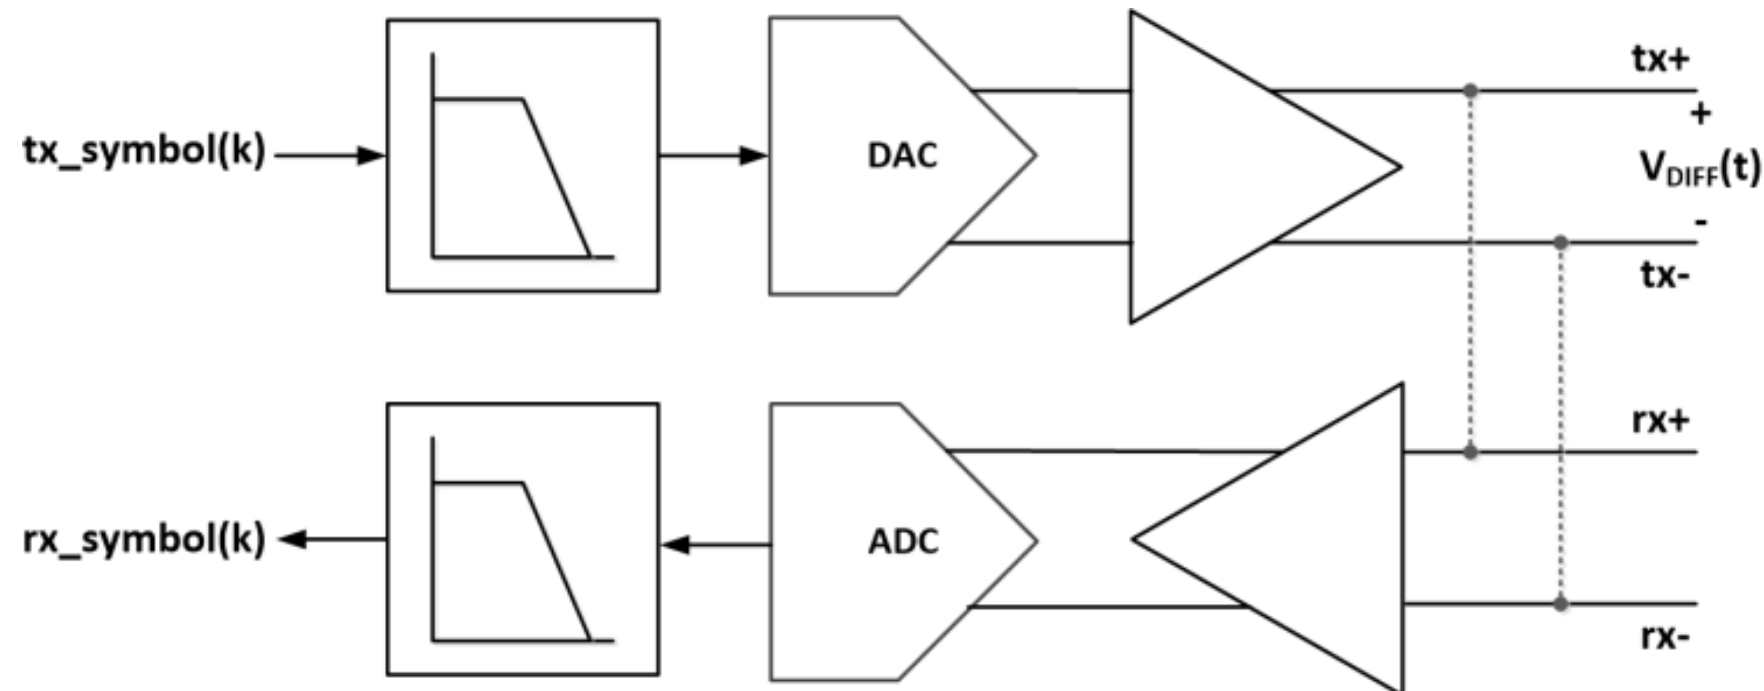 tx_symbol(k)
DAC
tx+
+
VDIFF(t)
-
tx-
rx_symbol(k)
ADC
rx+
rx-